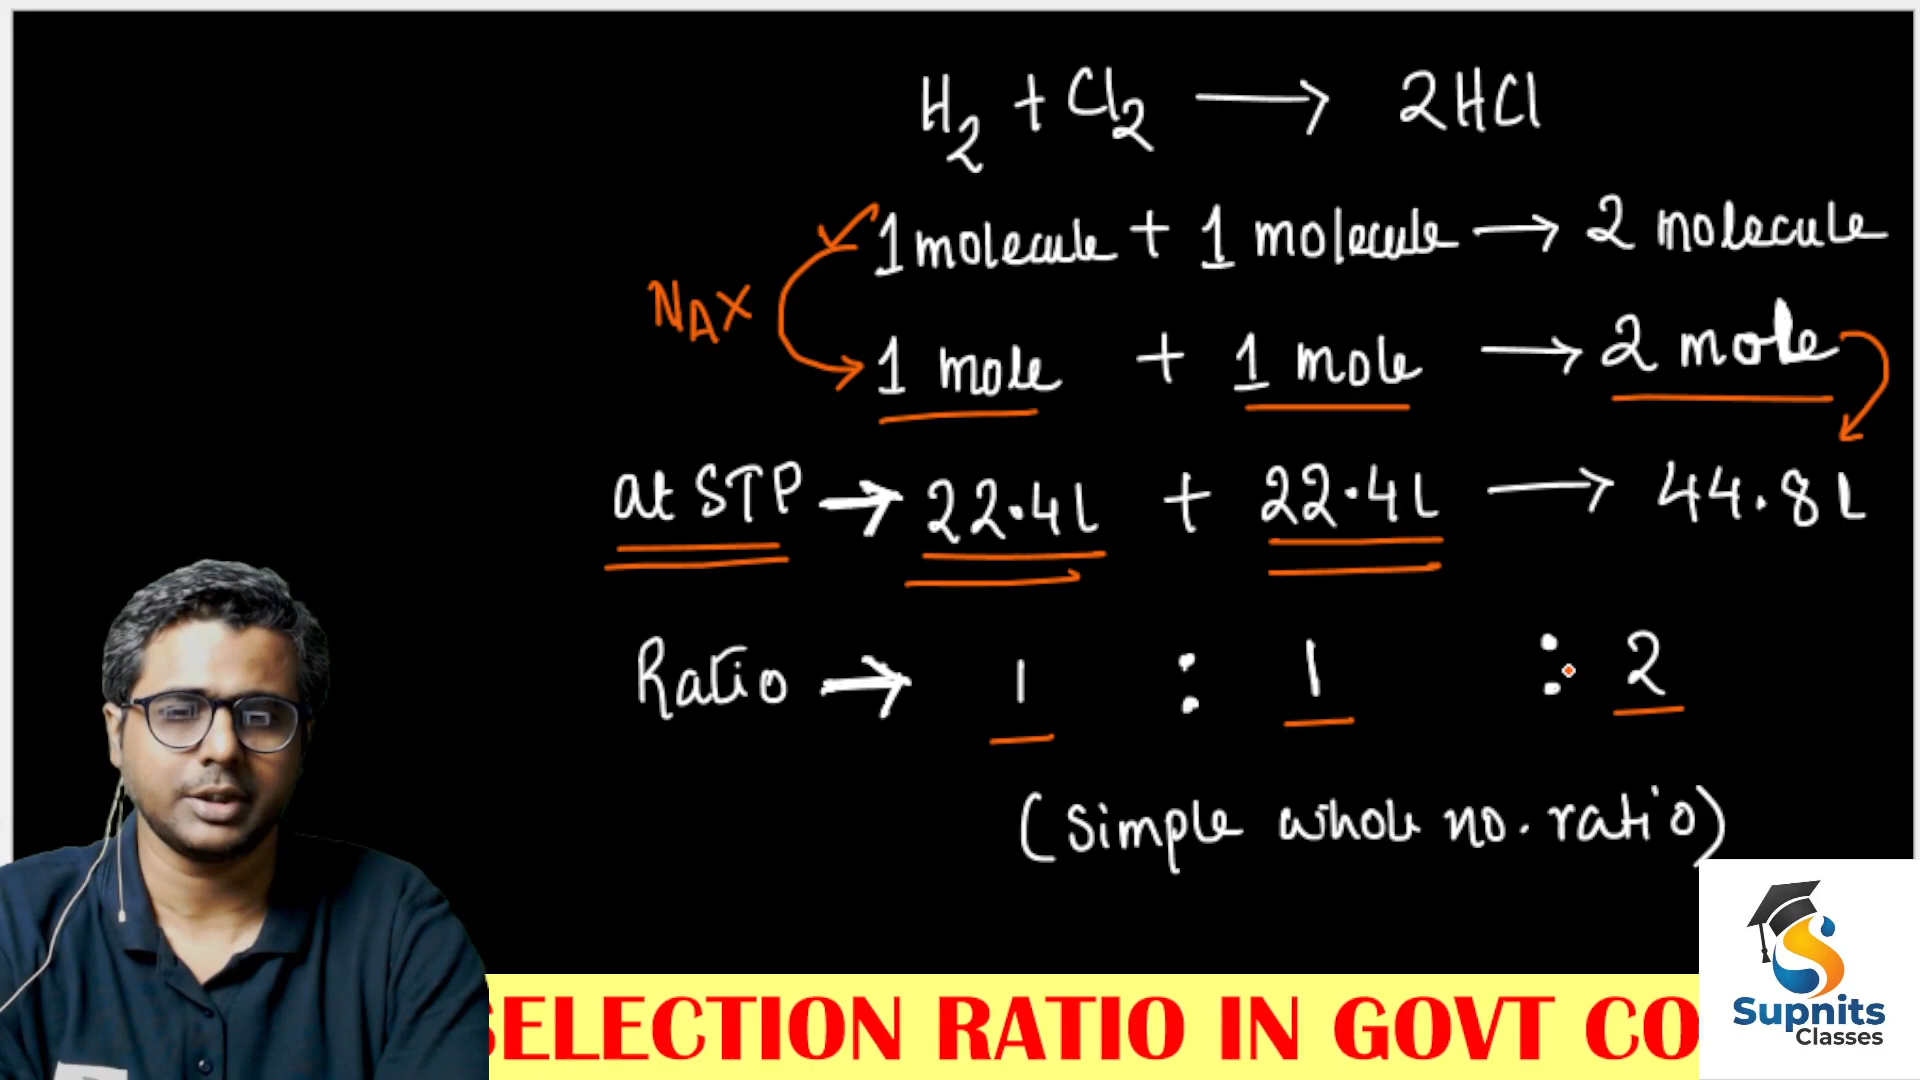 H₂ + Cl₂ → 2HCl
1 molecule + 1 molecule → 2 molecule
NA X
1 mole + 1 mole → 2 mole
at STP → 22.4L + 22.4L → 44.8L
Ratio → 1 : 1 : 2
(simple whole no. ratio)
SELECTION RATIO IN GOVT CO
Supnits
Classes